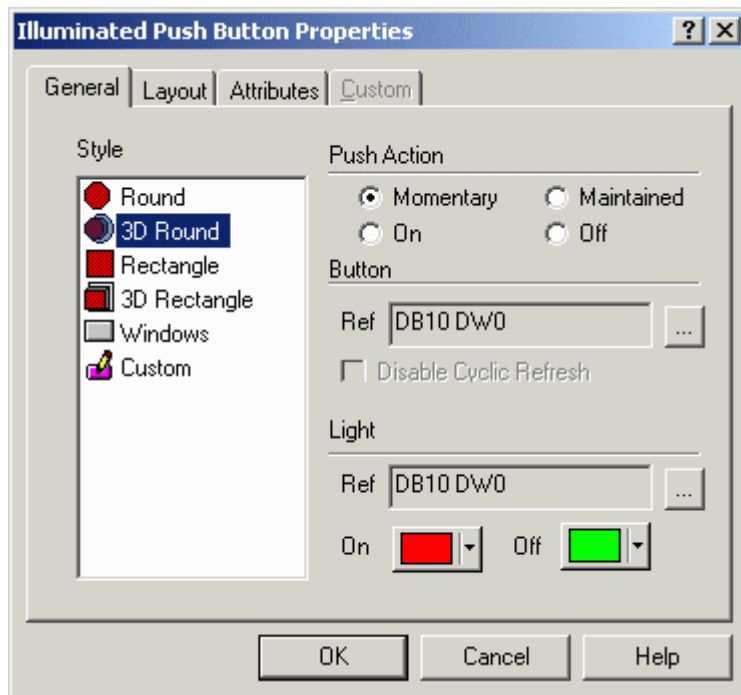 Illuminated Push Button Properties
General Layout Attributes Custom
Style
Round
3D Round
Rectangle
3D Rectangle
Windows
Custom
Push Action
Momentary Maintained
On Off
Button
Ref DB10 DW0 ...
Disable Cyclic Refresh
Light
Ref DB10 DW0 ...
On Off
OK Cancel Help